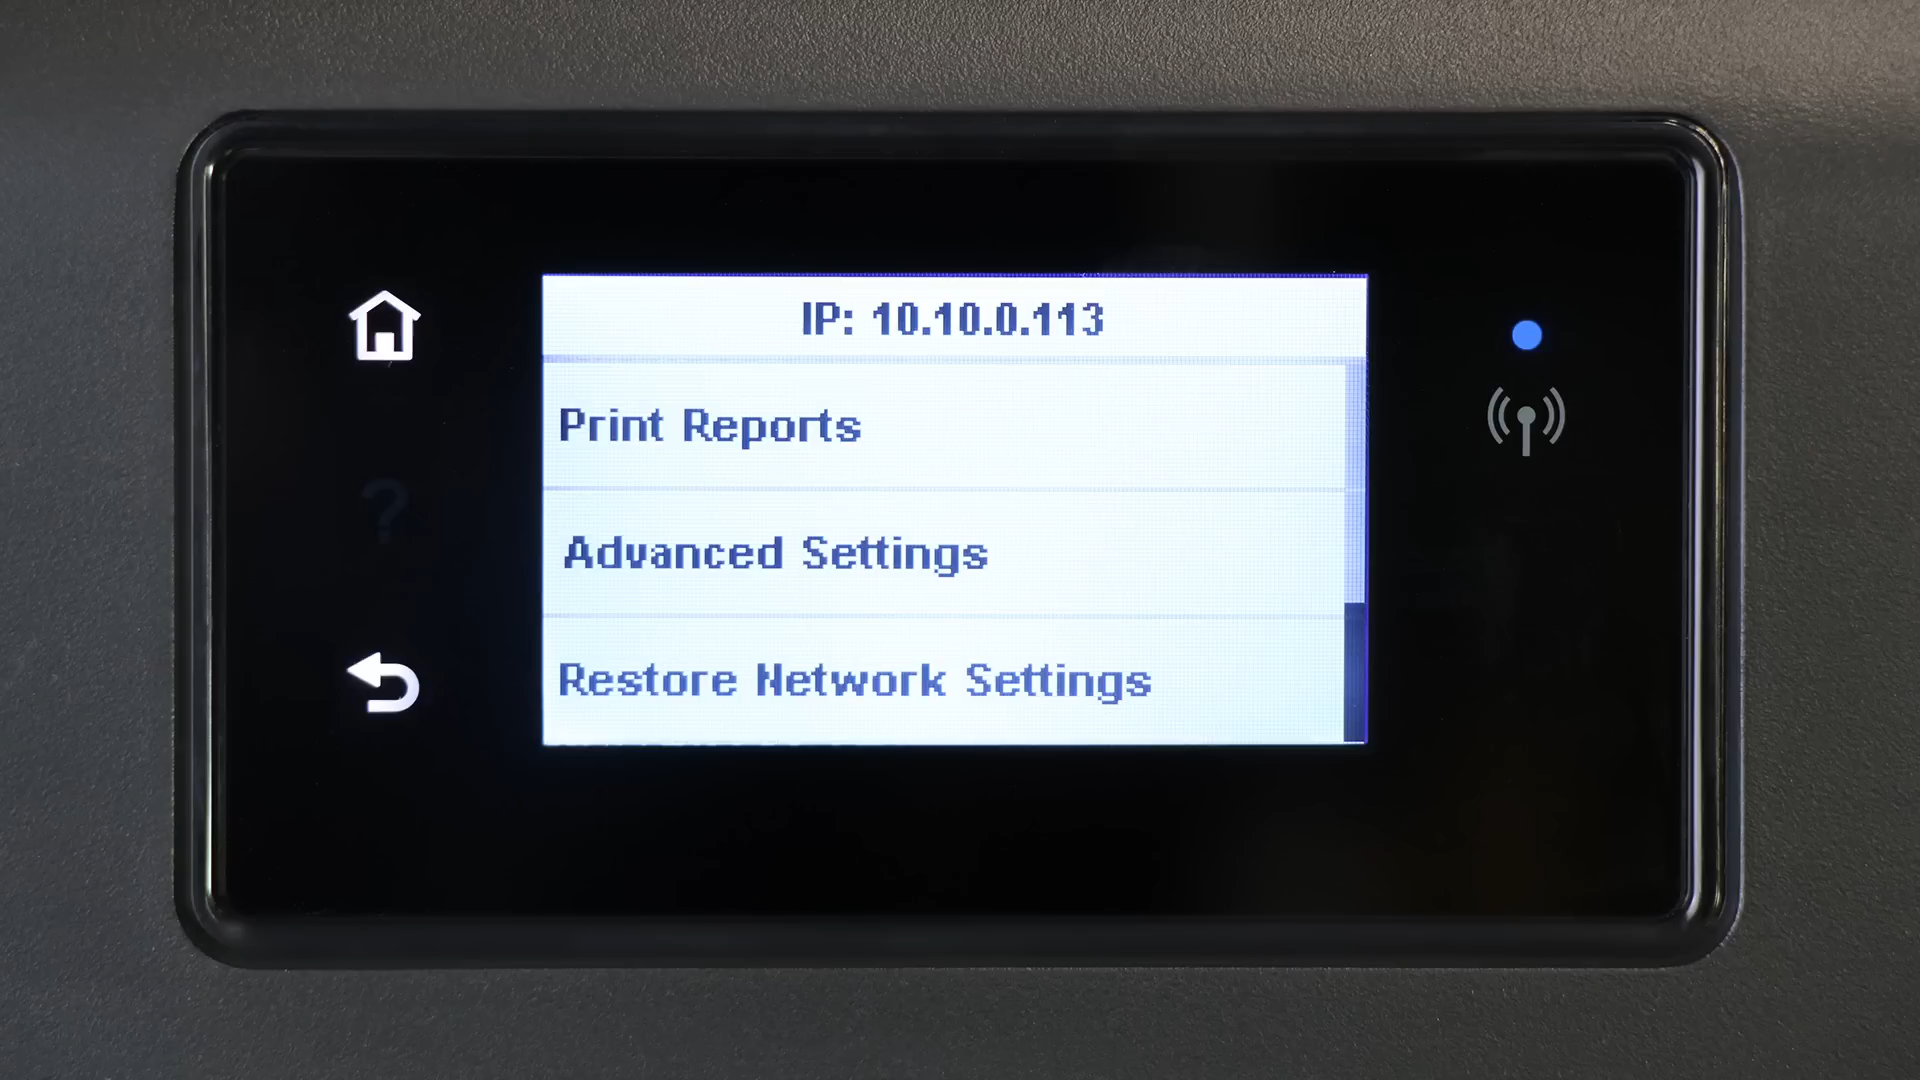 IP: 10.10.0.113
Print Reports
Advanced Settings
Restore Network Settings
?